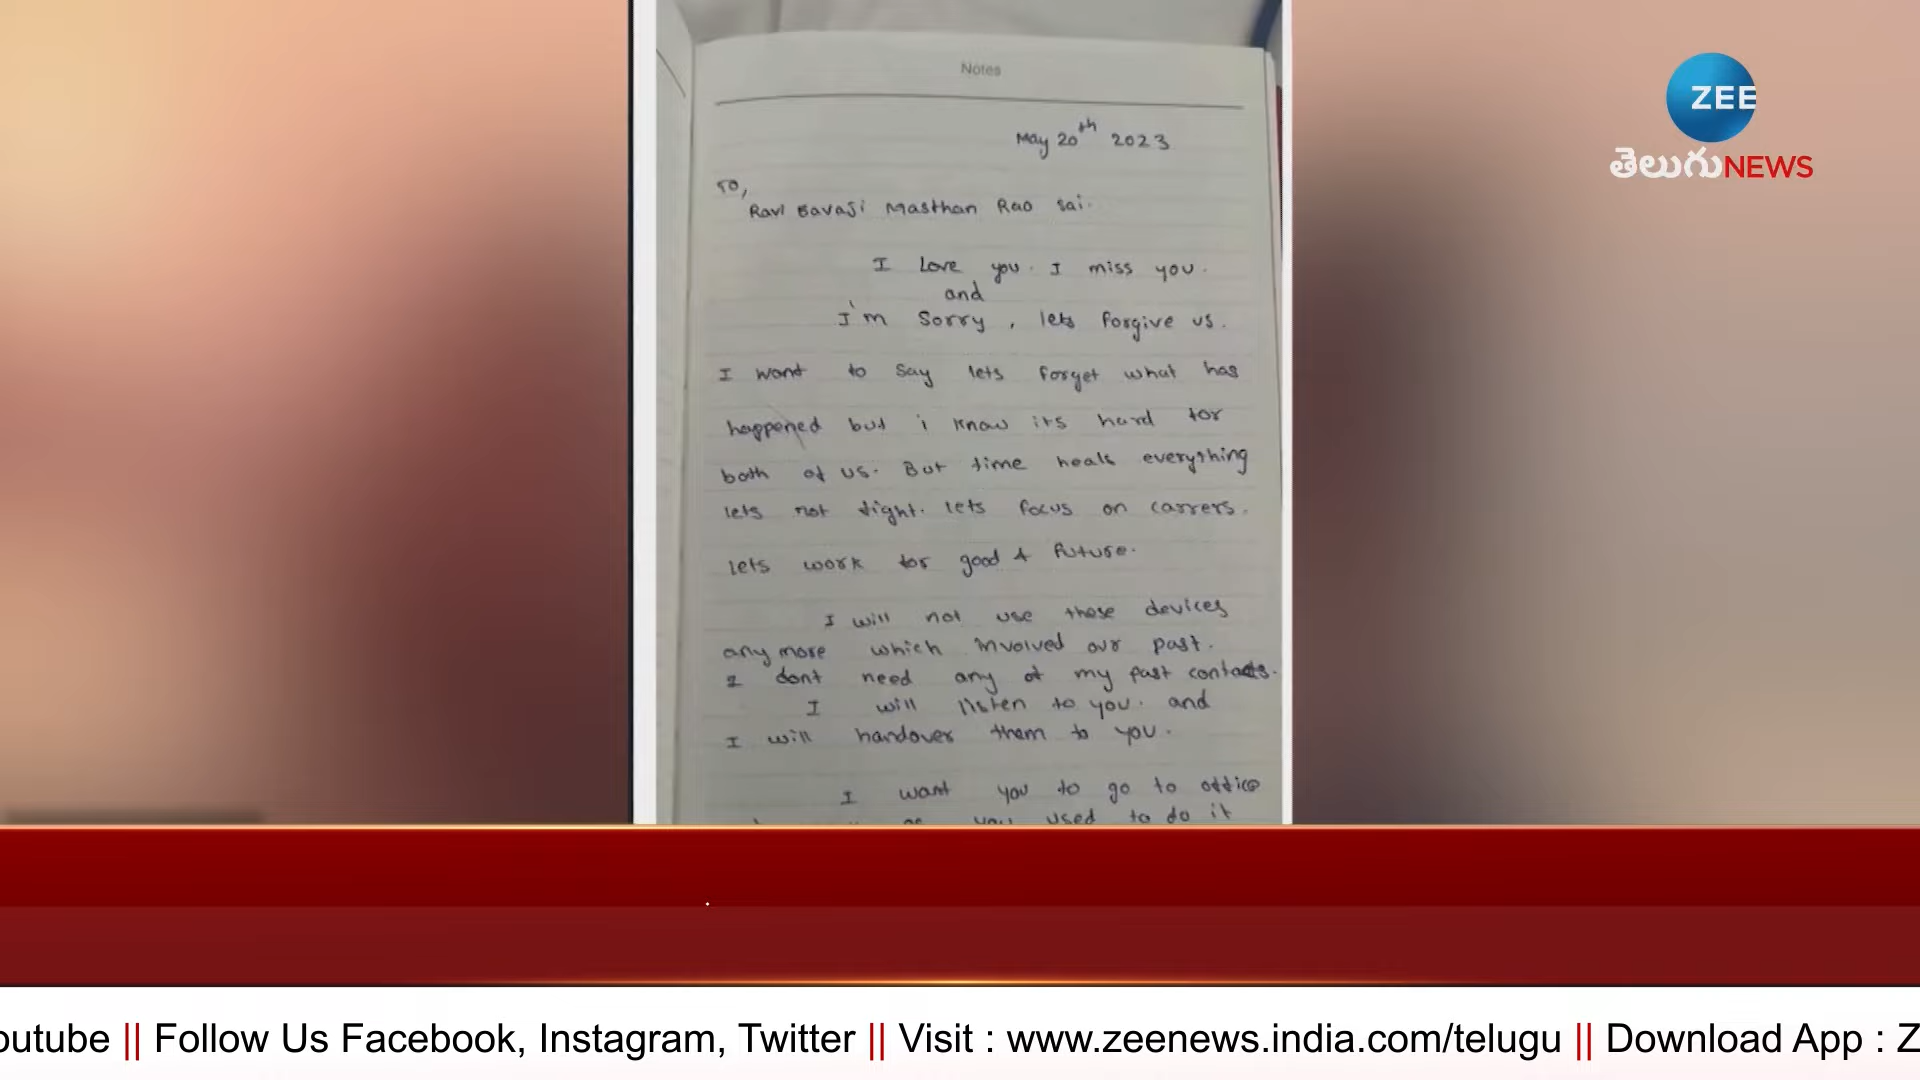 Notes
May 20th 2023
To,
Ravi Bavaji Masthan Rao Sai.
I Love you. I miss you.
and
I'm Sorry, lets forgive us.
I want to say lets forget what has
happened but i know its hard for
both of us. But time heals everything
lets not fight. lets focus on carrers.
lets work for good & future.
I will not use these devices
any more which involved our past.
I dont need any of my past contacts.
I will listen to you. and
I will handover them to you.
I want you to go to office
as you used to do it
ZEE
తెలుగు NEWS
outube || Follow Us Facebook, Instagram, Twitter || Visit : www.zeenews.india.com/telugu || Download App : Z